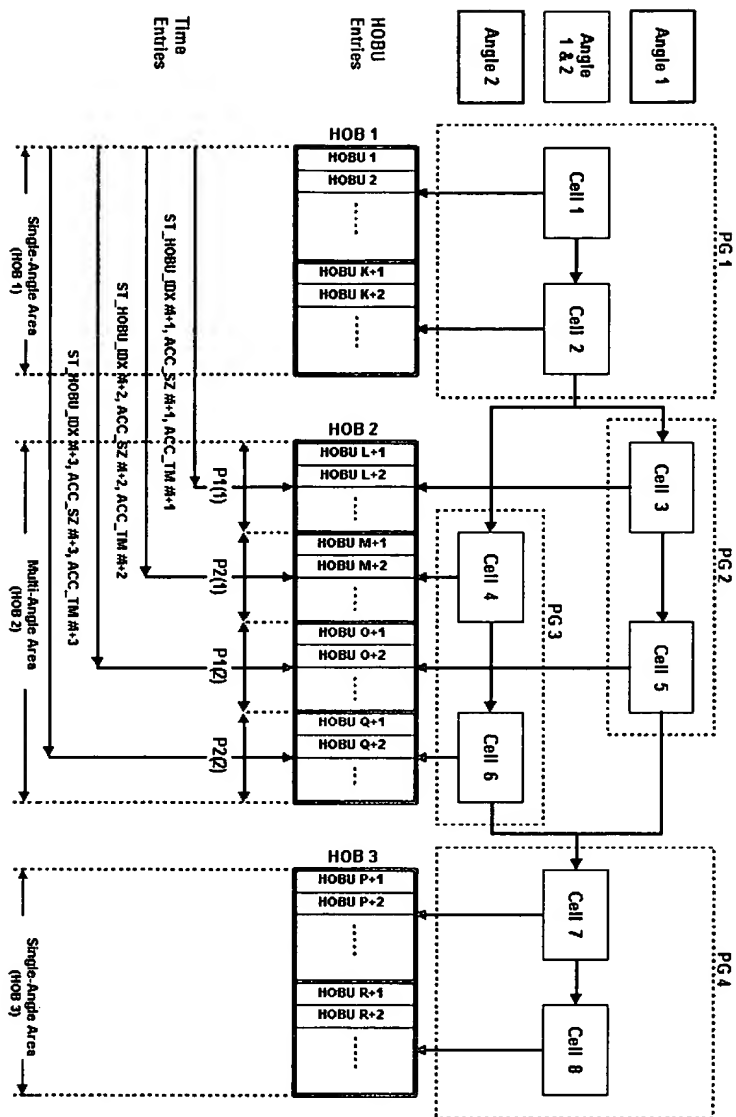 PG 1
PG 4
PG 2
Angle 1
Cell 3
Cell 5
Angle
1 & 2
Cell 1
Cell 2
PG 3
Cell 7
Cell 8
Angle 2
Cell 4
Cell 6
HOBU
Entries
HOB 1
HOBU 1
HOBU 2
HOBU K+1
HOBU K+2
HOB 2
HOBU L+1
HOBU L+2
HOBU M+1
HOBU M+2
HOBU O+1
HOBU O+2
HOBU Q+1
HOBU Q+2
HOB 3
HOBU P+1
HOBU P+2
HOBU R+1
HOBU R+2
Time
Entries
P1(1)
P2(1)
P1(2)
P2(2)
ST_HOBU_IDX #i+1, ACC_SZ #i+1, ACC_TM #i+1
ST_HOBU_IDX #i+2, ACC_SZ #i+2, ACC_TM #i+2
ST_HOBU_IDX #i+3, ACC_SZ #i+3, ACC_TM #i+3
Single-Angle Area
(HOB 1)
Multi-Angle Area
(HOB 2)
Single-Angle Area
(HOB 3)